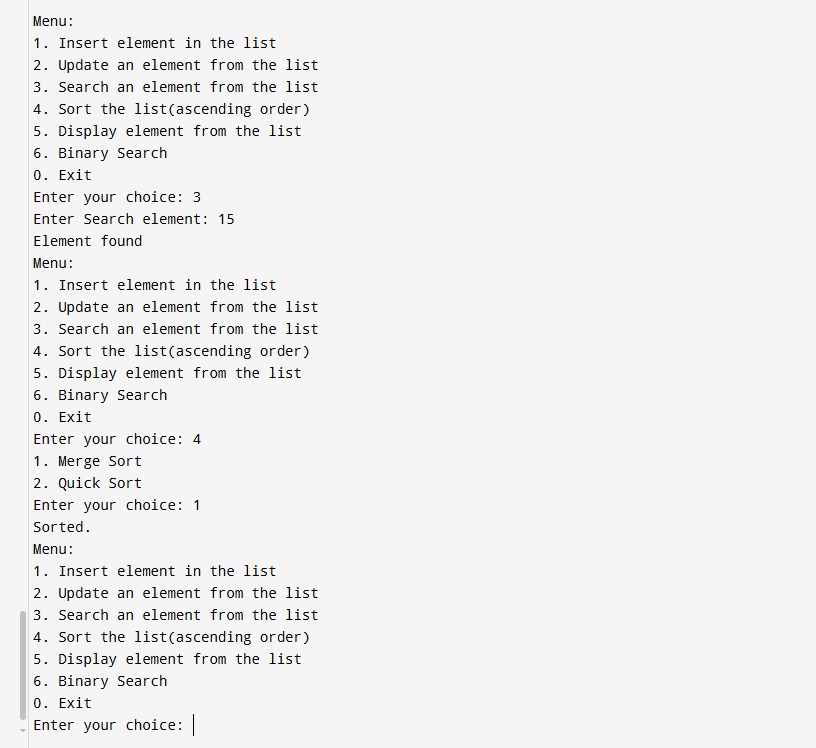 Menu:
1. Insert element in the list
2. Update an element from the list
3. Search an element from the list
4. Sort the list(ascending order)
5. Display element from the list
6. Binary Search
0. Exit
Enter your choice: 3
Enter Search element: 15
Element found
Menu:
1. Insert element in the list
2. Update an element from the list
3. Search an element from the list
4. Sort the list(ascending order)
5. Display element from the list
6. Binary Search
0. Exit
Enter your choice: 4
1. Merge Sort
2. Quick Sort
Enter your choice: 1
Sorted.
Menu:
1. Insert element in the list
2. Update an element from the list
3. Search an element from the list
4. Sort the list(ascending order)
5. Display element from the list
6. Binary Search
0. Exit
Enter your choice: